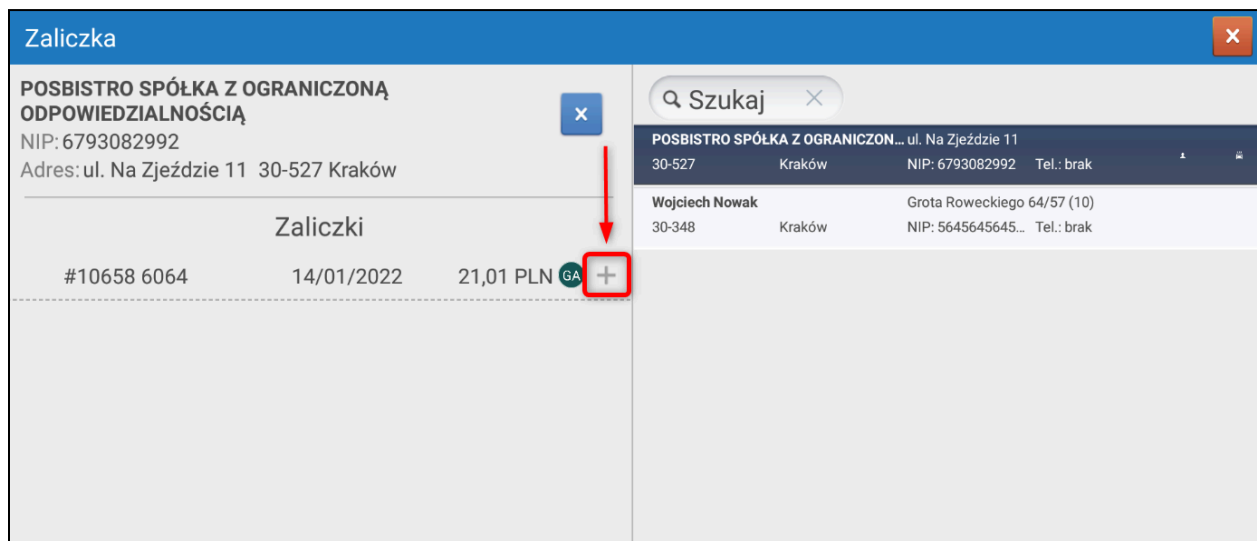 Zaliczka
POSBISTRO SPÓŁKA Z OGRANICZONĄ
ODPOWIEDZIALNOŚCIĄ
NIP: 6793082992
Adres: ul. Na Zjeździe 11 30-527 Kraków
Zaliczki
#10658 6064 14/01/2022 21,01 PLN GA
Szukaj
POSBISTRO SPÓŁKA Z OGRANICZON... ul. Na Zjeździe 11
30-527 Kraków NIP: 6793082992 Tel.: brak
Wojciech Nowak Grota Roweckiego 64/57 (10)
30-348 Kraków NIP: 5645645645... Tel.: brak